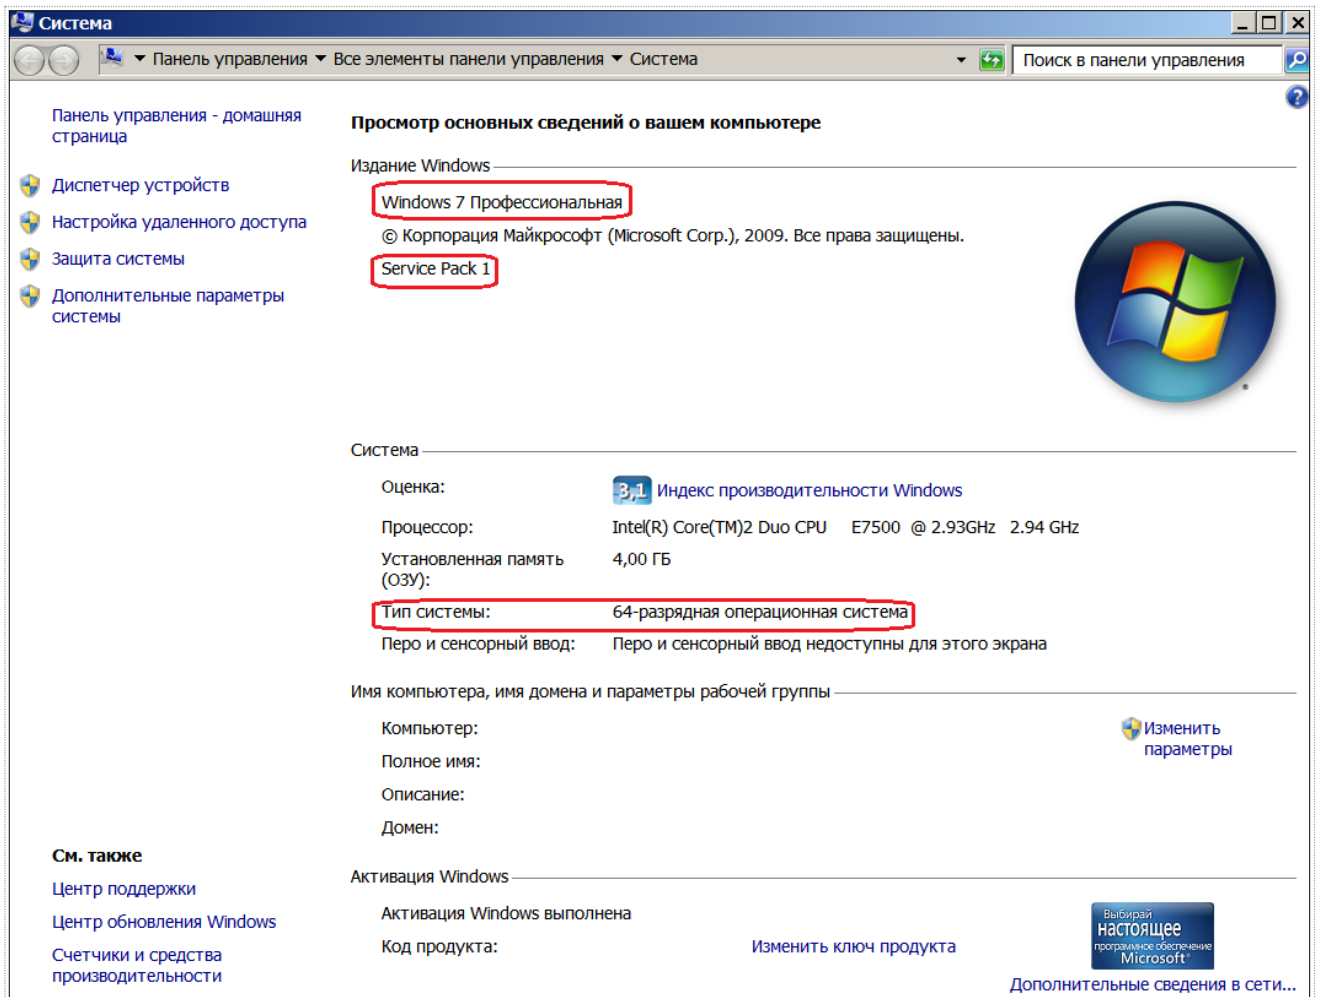 Система
Панель управления Все элементы панели управления Система
Поиск в панели управления
Панель управления - домашняя
страница
Диспетчер устройств
Настройка удаленного доступа
Защита системы
Дополнительные параметры
системы
Просмотр основных сведений о вашем компьютере
Издание Windows
Windows 7 Профессиональная
© Корпорация Майкрософт (Microsoft Corp.), 2009. Все права защищены.
Service Pack 1
Система
Оценка: 3,1 Индекс производительности Windows
Процессор: Intel(R) Core(TM)2 Duo CPU E7500 @ 2.93GHz 2.94 GHz
Установленная память 4,00 ГБ
(ОЗУ):
Тип системы: 64-разрядная операционная система
Перо и сенсорный ввод: Перо и сенсорный ввод недоступны для этого экрана
Имя компьютера, имя домена и параметры рабочей группы
Компьютер:
Изменить
параметры
Полное имя:
Описание:
Домен:
См. также
Центр поддержки
Центр обновления Windows
Счетчики и средства
производительности
Активация Windows
Активация Windows выполнена
Код продукта: Изменить ключ продукта
Выбирай
настоящее
программное обеспечение
Microsoft
Дополнительные сведения в сети...